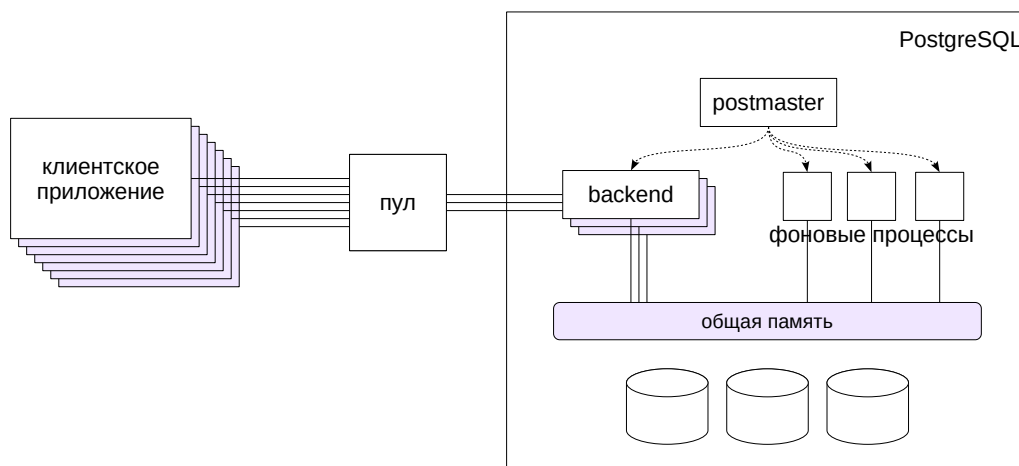 PostgreSQL
postmaster
клиентское
приложение
пул
backend
фоновые процессы
общая память